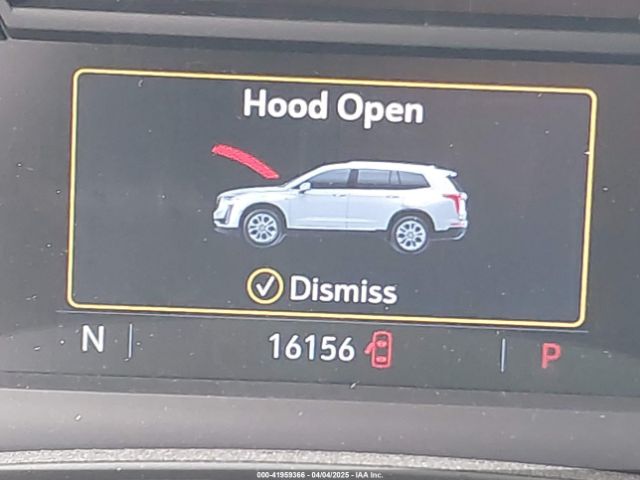 Hood Open
Dismiss
N
16156
P
000-41959366 - 04/04/2025 - IAA Inc.